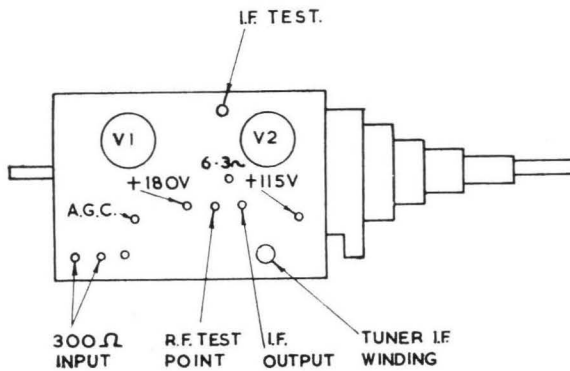 I.F. TEST.
V1
V2
6·3~
+180V
+115V
A.G.C.
300Ω
INPUT
R.F. TEST
POINT
I.F.
OUTPUT
TUNER I.F.
WINDING